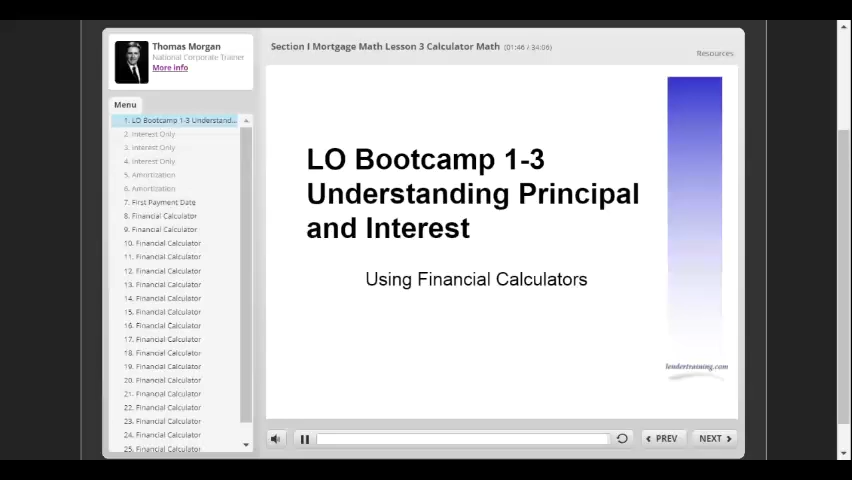 Thomas Morgan
National Corporate Trainer
More info
Section I Mortgage Math Lesson 3 Calculator Math (01:46 / 34:06)
Resources
Menu
1. LO Bootcamp 1-3 Understand...
2. Interest Only
3. Interest Only
4. Interest Only
5. Amortization
6. Amortization
7. First Payment Date
8. Financial Calculator
9. Financial Calculator
10. Financial Calculator
11. Financial Calculator
12. Financial Calculator
13. Financial Calculator
14. Financial Calculator
15. Financial Calculator
16. Financial Calculator
17. Financial Calculator
18. Financial Calculator
19. Financial Calculator
20. Financial Calculator
21. Financial Calculator
22. Financial Calculator
23. Financial Calculator
24. Financial Calculator
25. Financial Calculator
LO Bootcamp 1-3
Understanding Principal
and Interest
Using Financial Calculators
lendertraining.com
PREV
NEXT